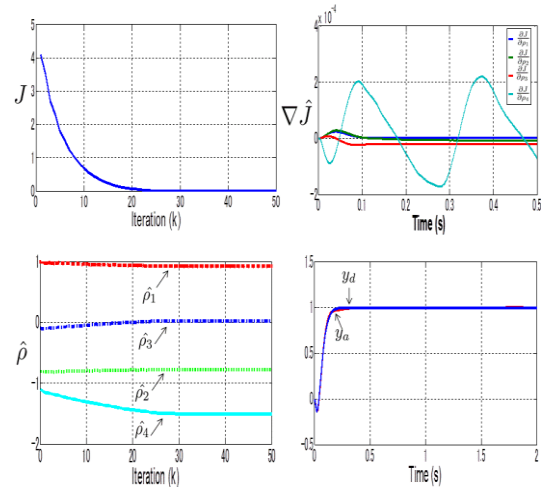 5
4
3
2
1
0
J
0 10 20 30 40 50
Iteration (k)
x 10⁻⁴
4
2
0
-2
∇Ĵ
∂J/∂ρ₁
∂J/∂ρ₂
∂J/∂ρ₃
∂J/∂ρ₄
0 0.1 0.2 0.3 0.4 0.5
Time (s)
1
0
-1
-2
ρ̂
ρ̂₁
ρ̂₃
ρ̂₂
ρ̂₄
0 10 20 30 40 50
Iteration (k)
1.5
1
0.5
0
-0.5
y_d
y_a
0 0.5 1 1.5 2
Time (s)